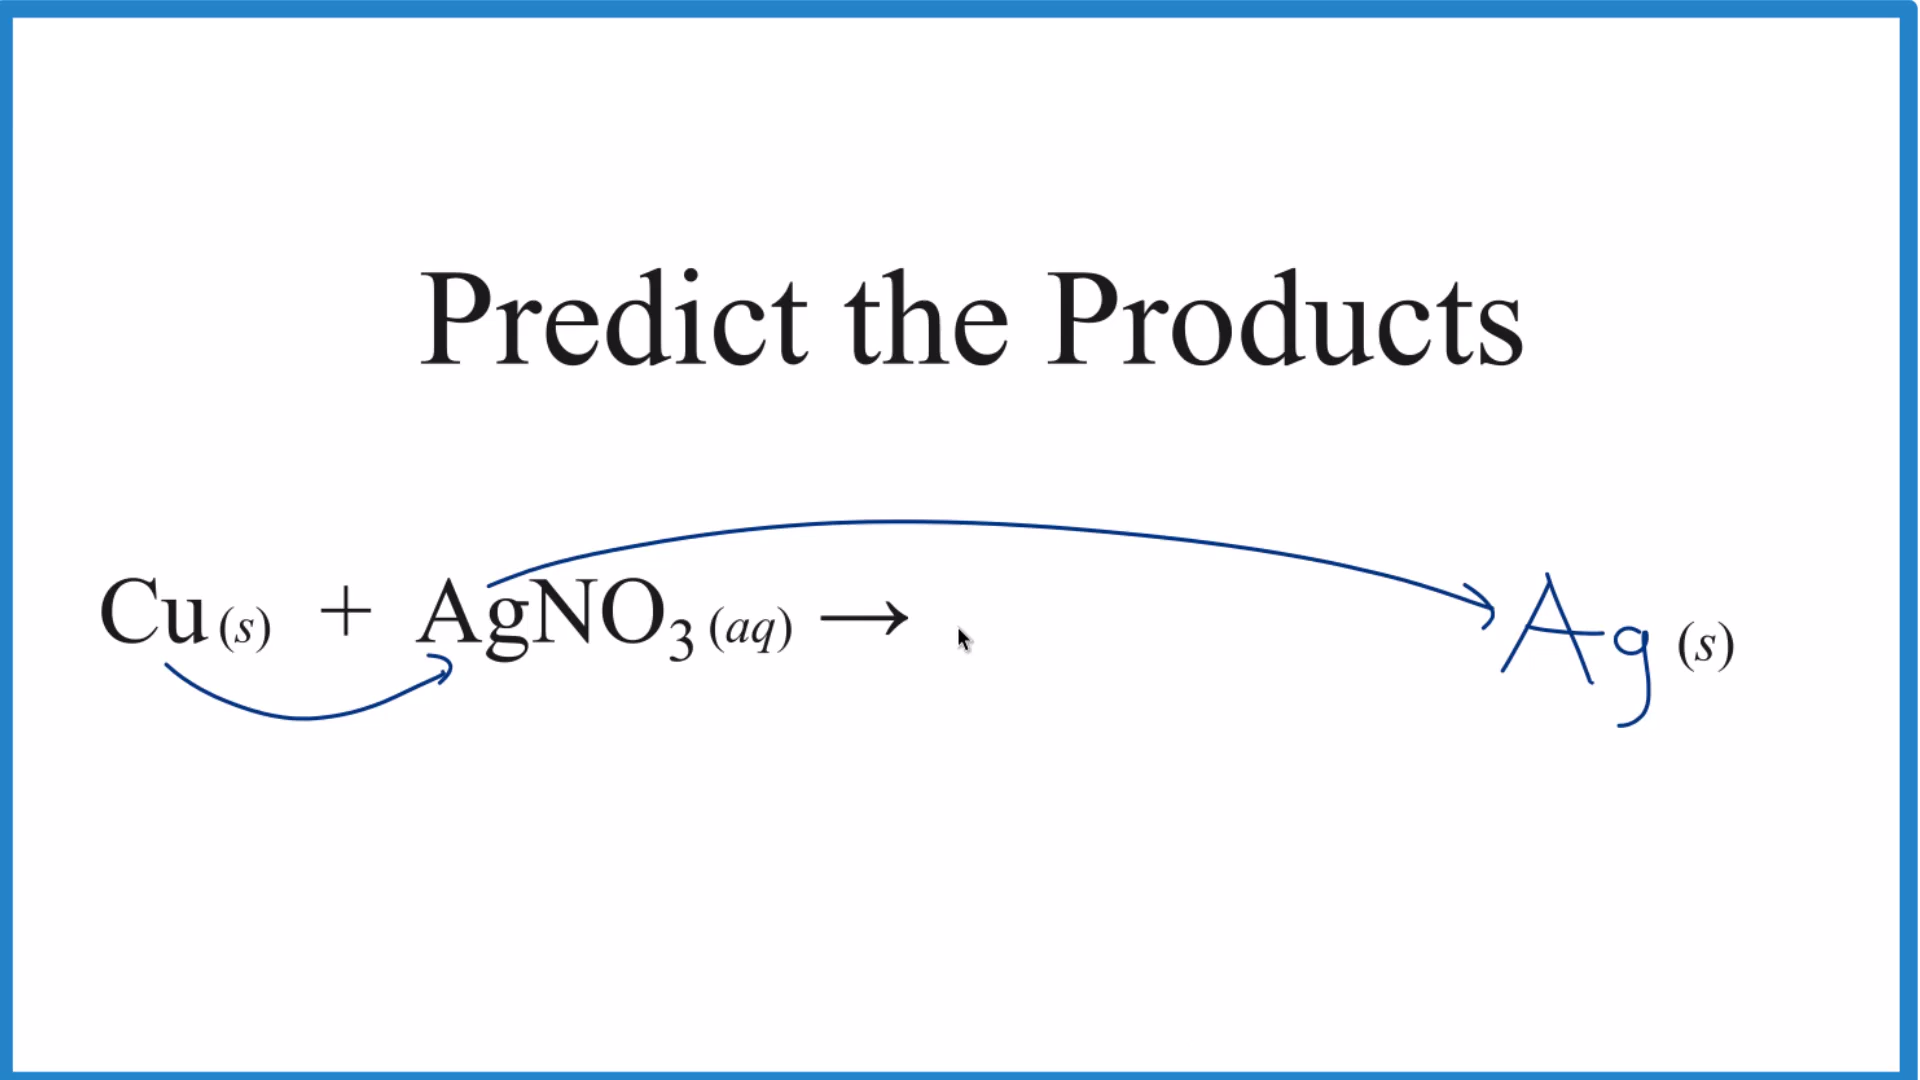 Predict the Products
Cu(s) + AgNO₃(aq) → Ag (s)